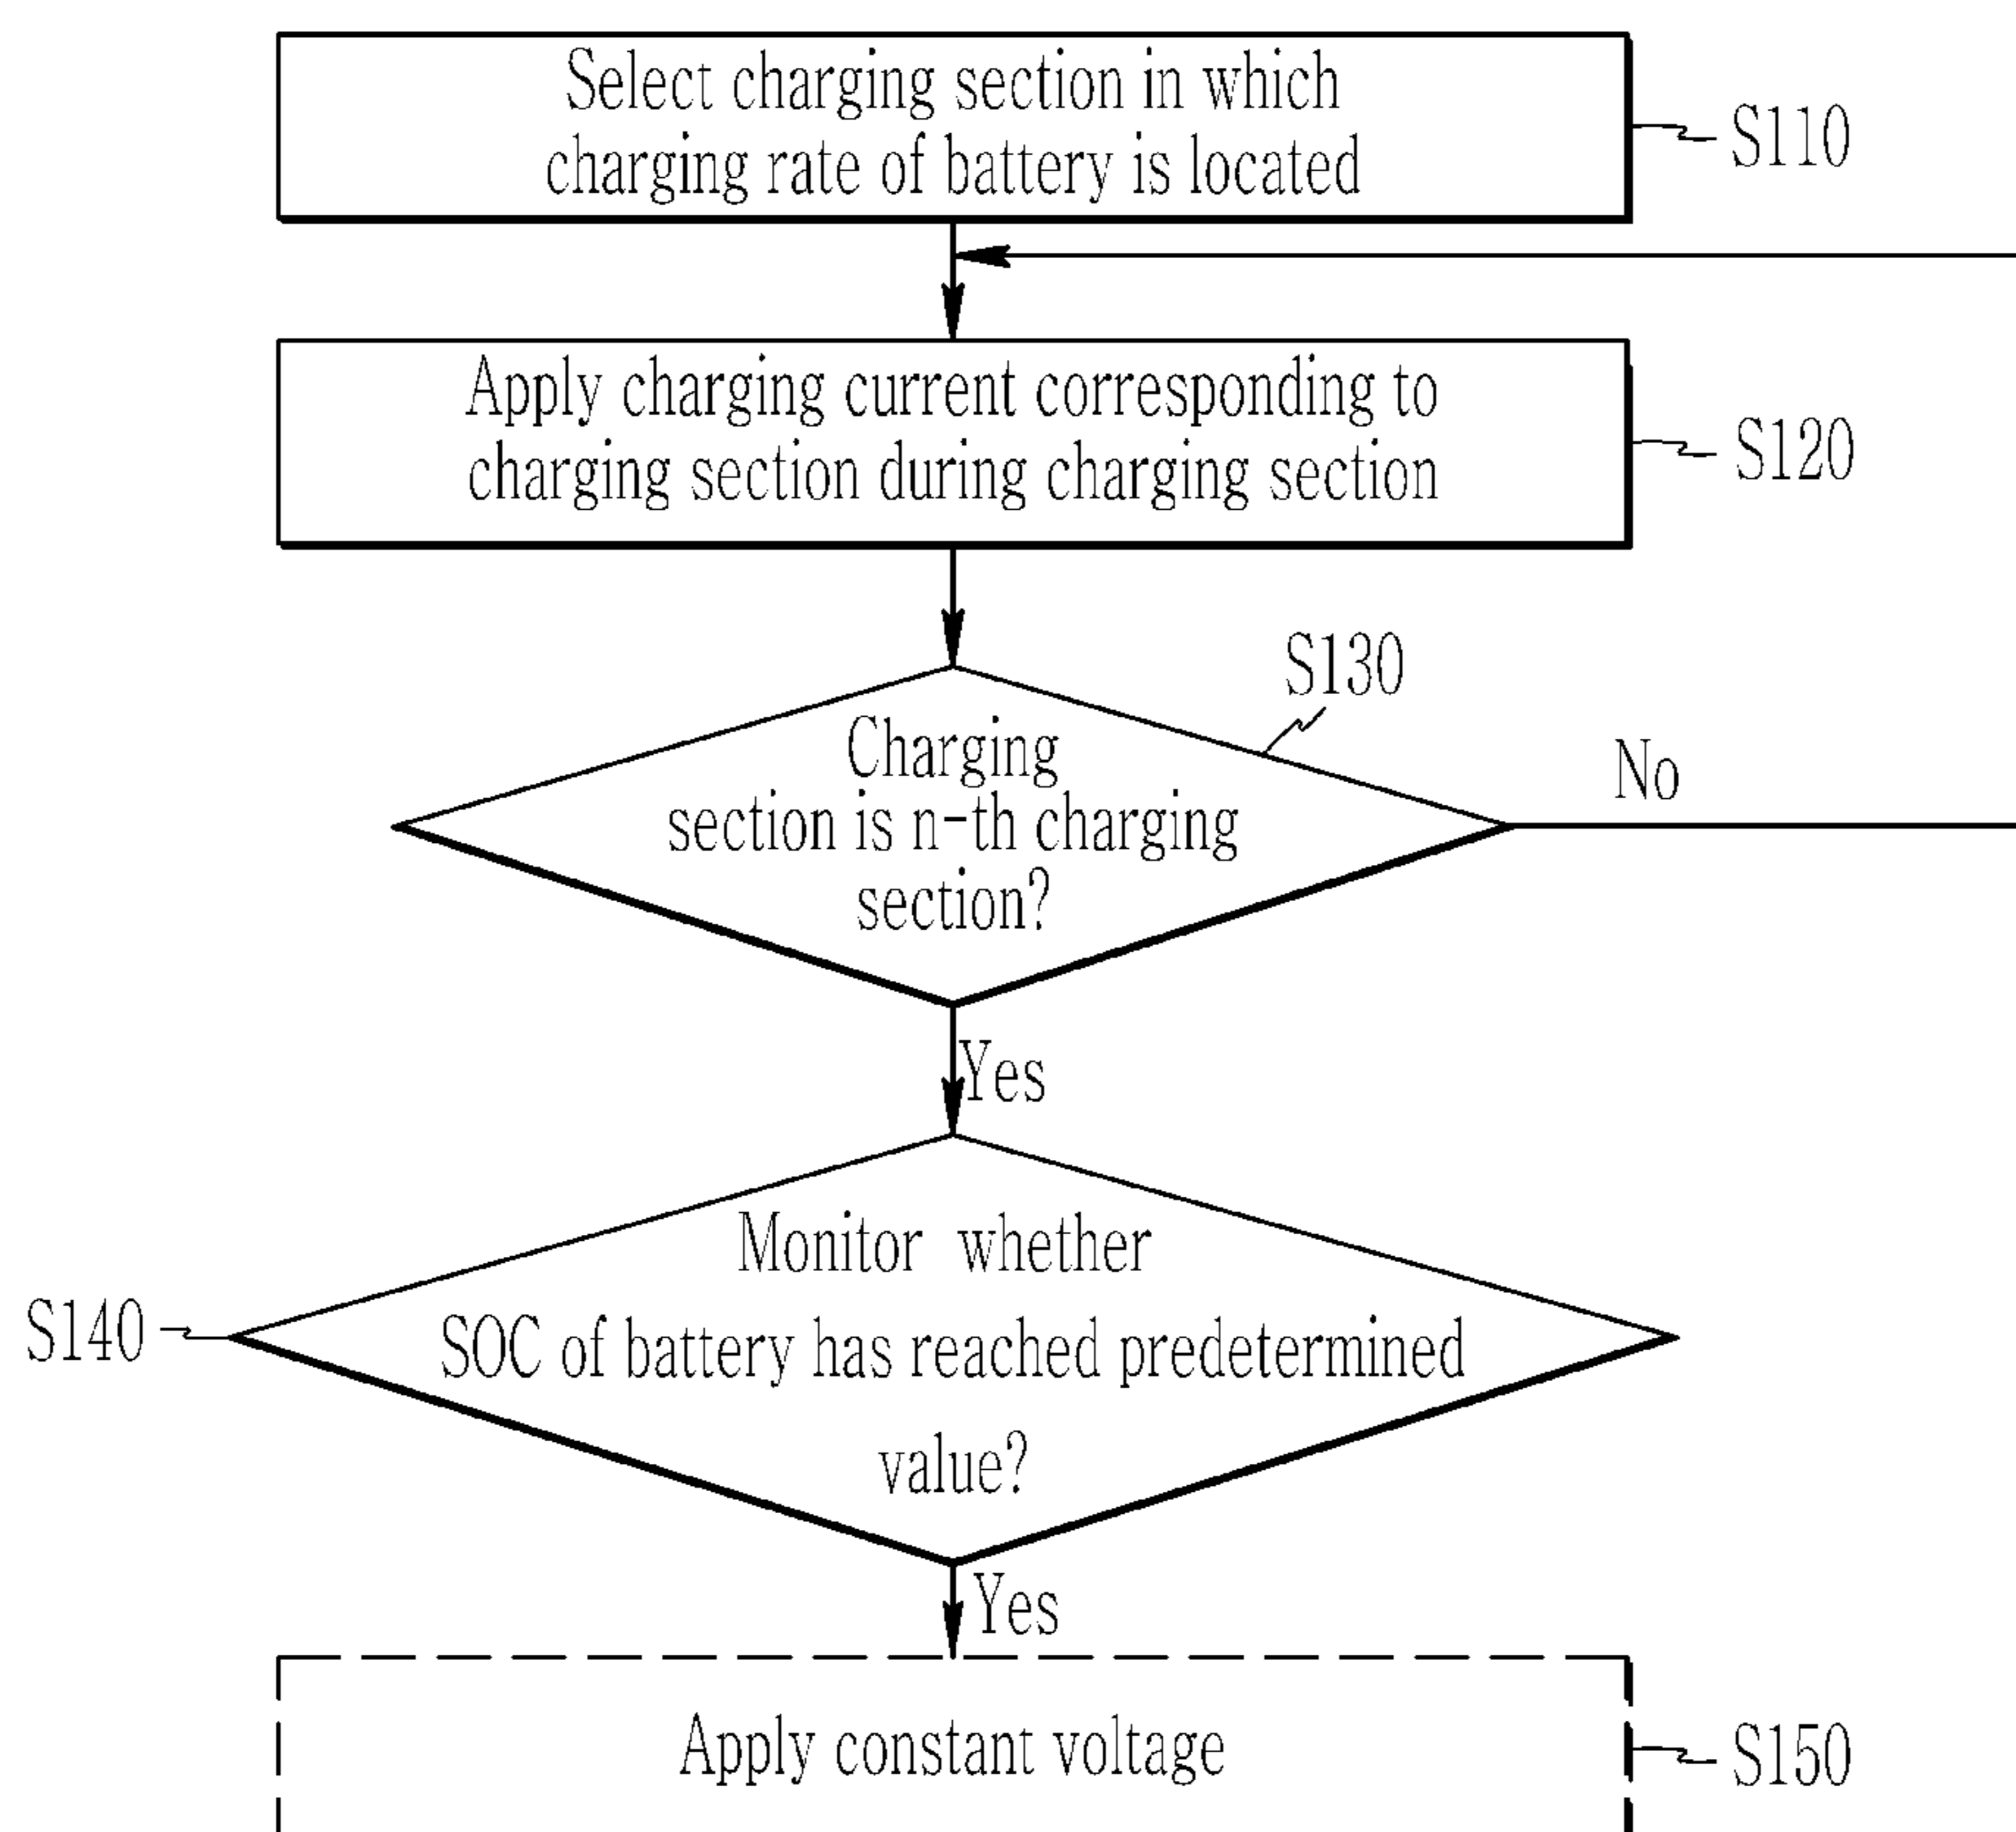 Select charging section in which
charging rate of battery is located
S110
Apply charging current corresponding to
charging section during charging section
S120
S130
Charging
section is n-th charging
section?
No
Yes
Monitor whether
SOC of battery has reached predetermined
value?
S140
Yes
Apply constant voltage
S150